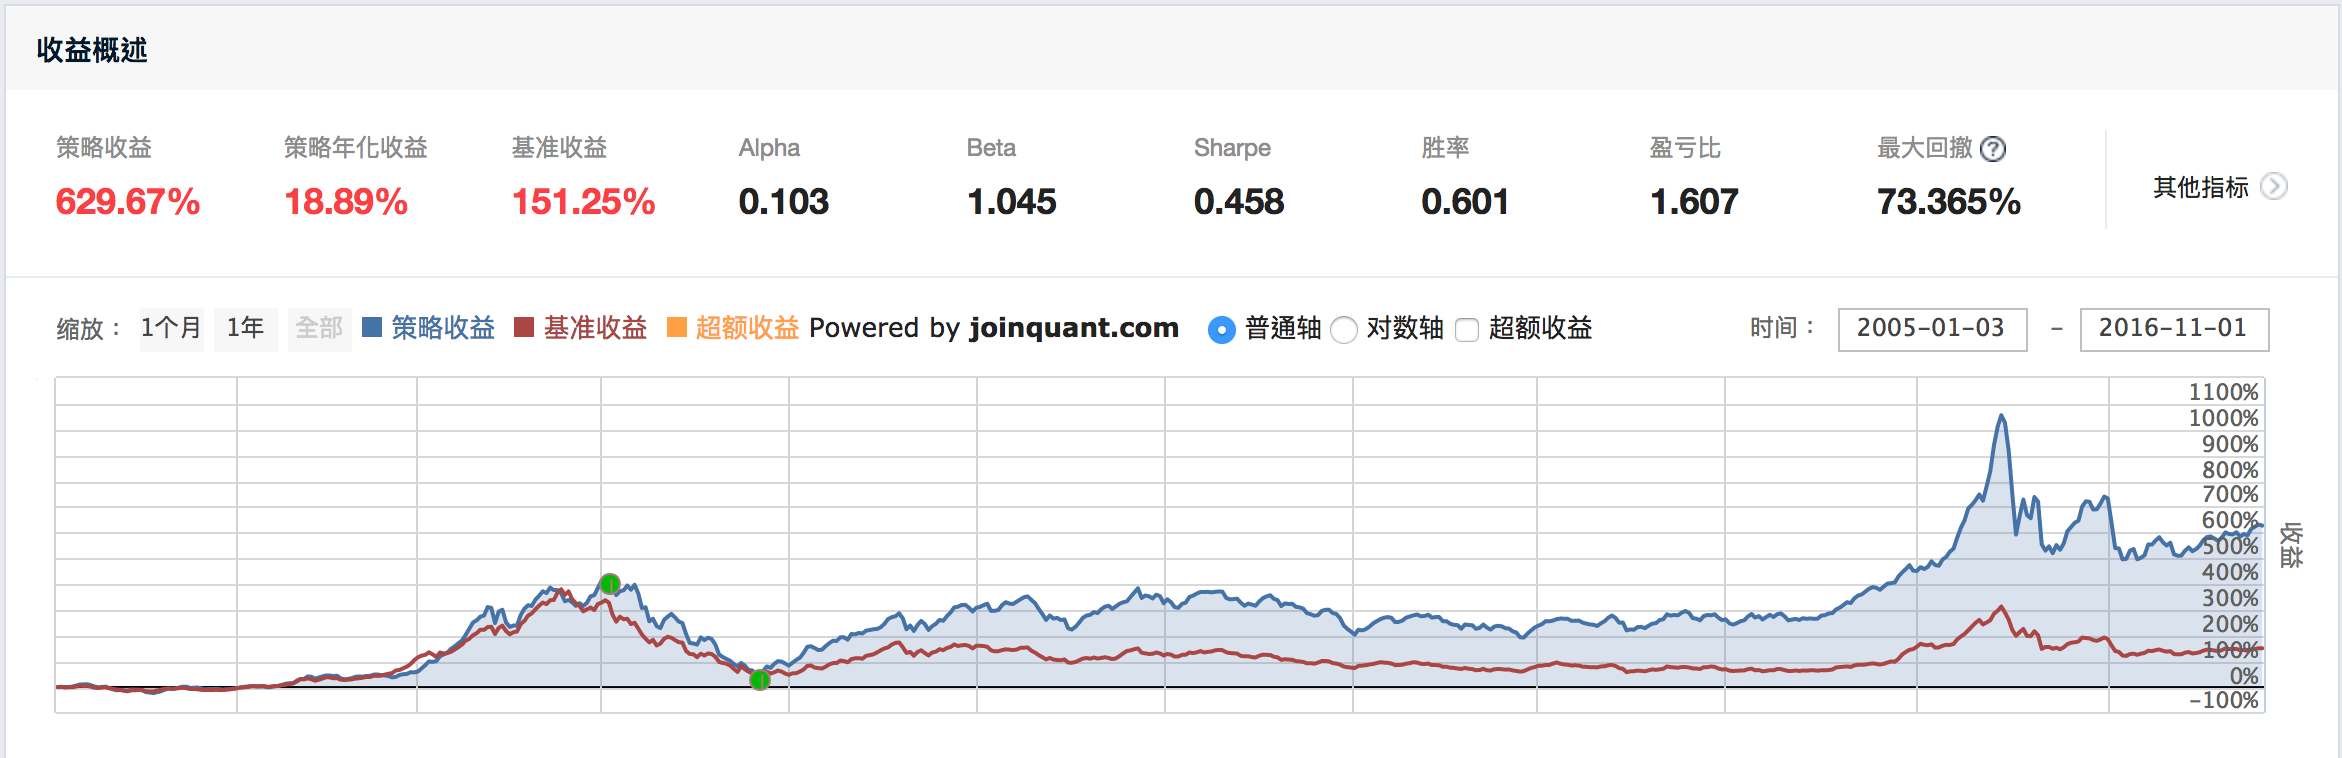 收益概述
策略收益 策略年化收益 基准收益 Alpha Beta Sharpe 胜率 盈亏比 最大回撤 ?
629.67% 18.89% 151.25% 0.103 1.045 0.458 0.601 1.607 73.365% 其他指标
缩放： 1个月 1年 全部 策略收益 基准收益 超额收益 Powered by joinquant.com 普通轴 对数轴 超额收益 时间： 2005-01-03 – 2016-11-01
1100%
1000%
900%
800%
700%
600%
500%
400%
300%
200%
100%
0%
-100%
收益